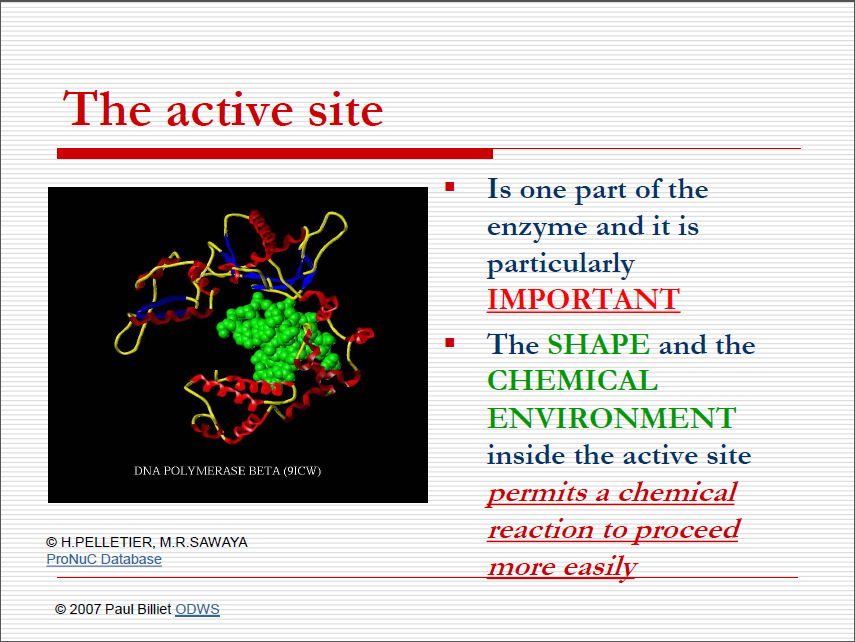 The active site
Is one part of the
enzyme and it is
particularly
IMPORTANT
The SHAPE and the
CHEMICAL
ENVIRONMENT
inside the active site
permits a chemical
reaction to proceed
more easily
DNA POLYMERASE BETA (9ICW)
© H.PELLETIER, M.R.SAWAYA
ProNuC Database
© 2007 Paul Billiet ODWS